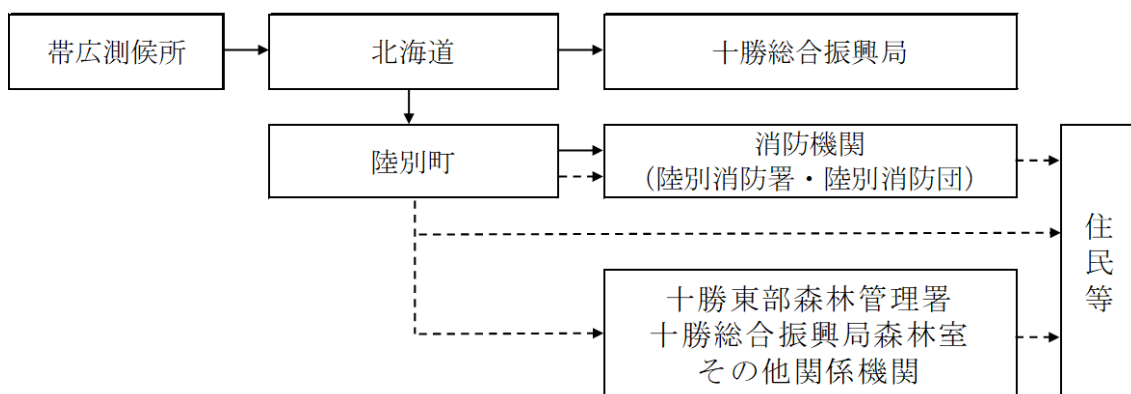 帯広測候所
北海道
十勝総合振興局
陸別町
消防機関
（陸別消防署・陸別消防団）
住民等
十勝東部森林管理署
十勝総合振興局森林室
その他関係機関